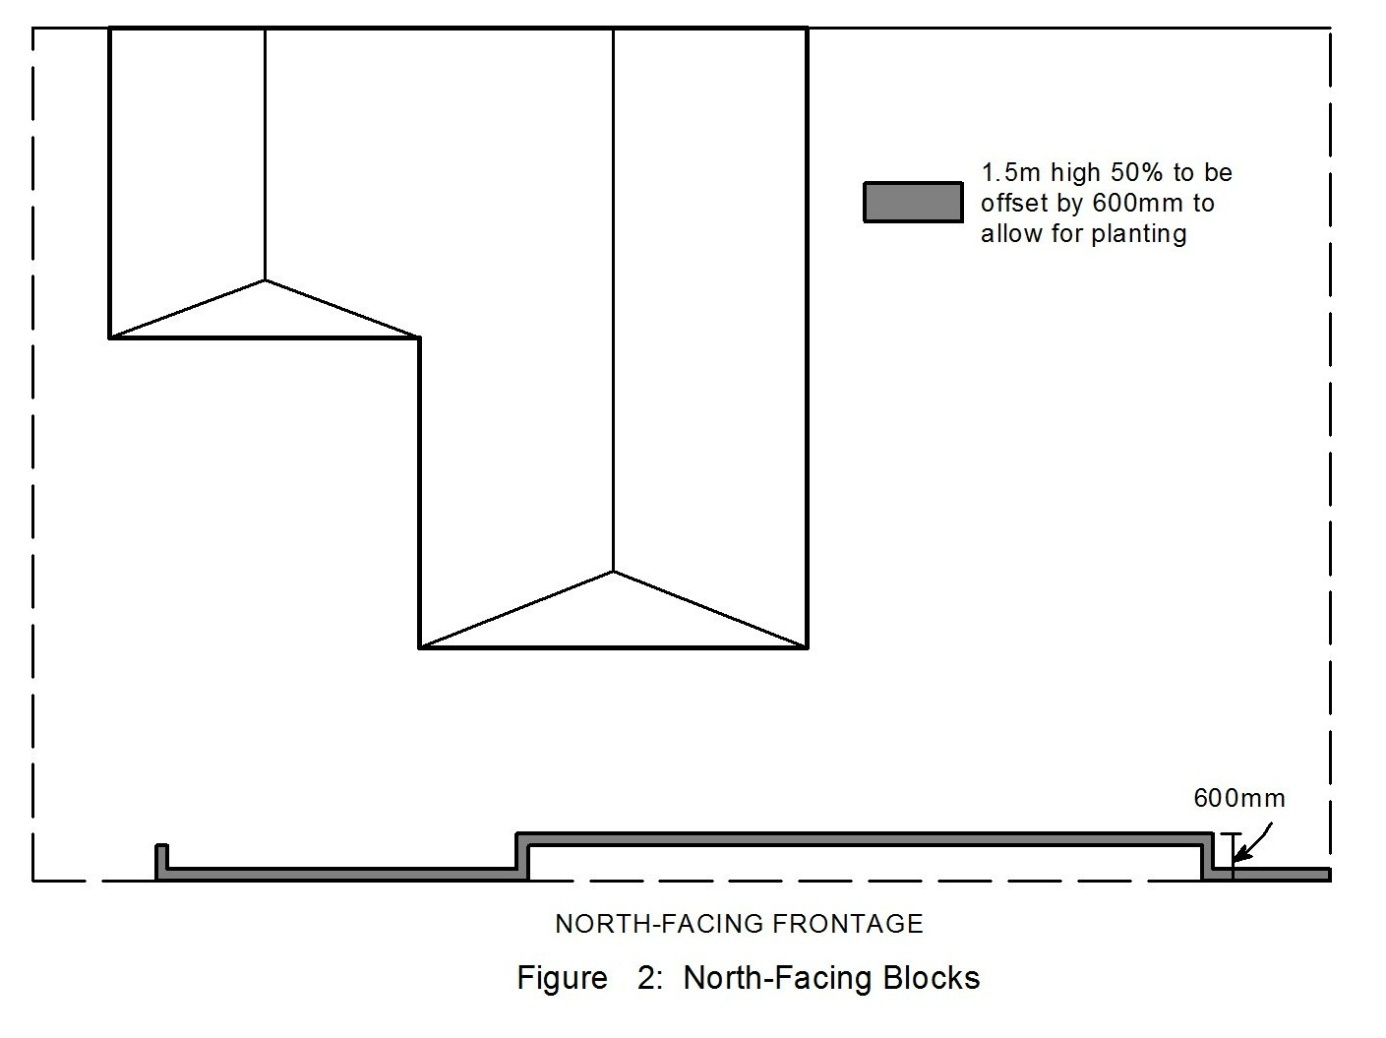 1.5m high 50% to be
offset by 600mm to
allow for planting
600mm
NORTH-FACING FRONTAGE
Figure 2: North-Facing Blocks